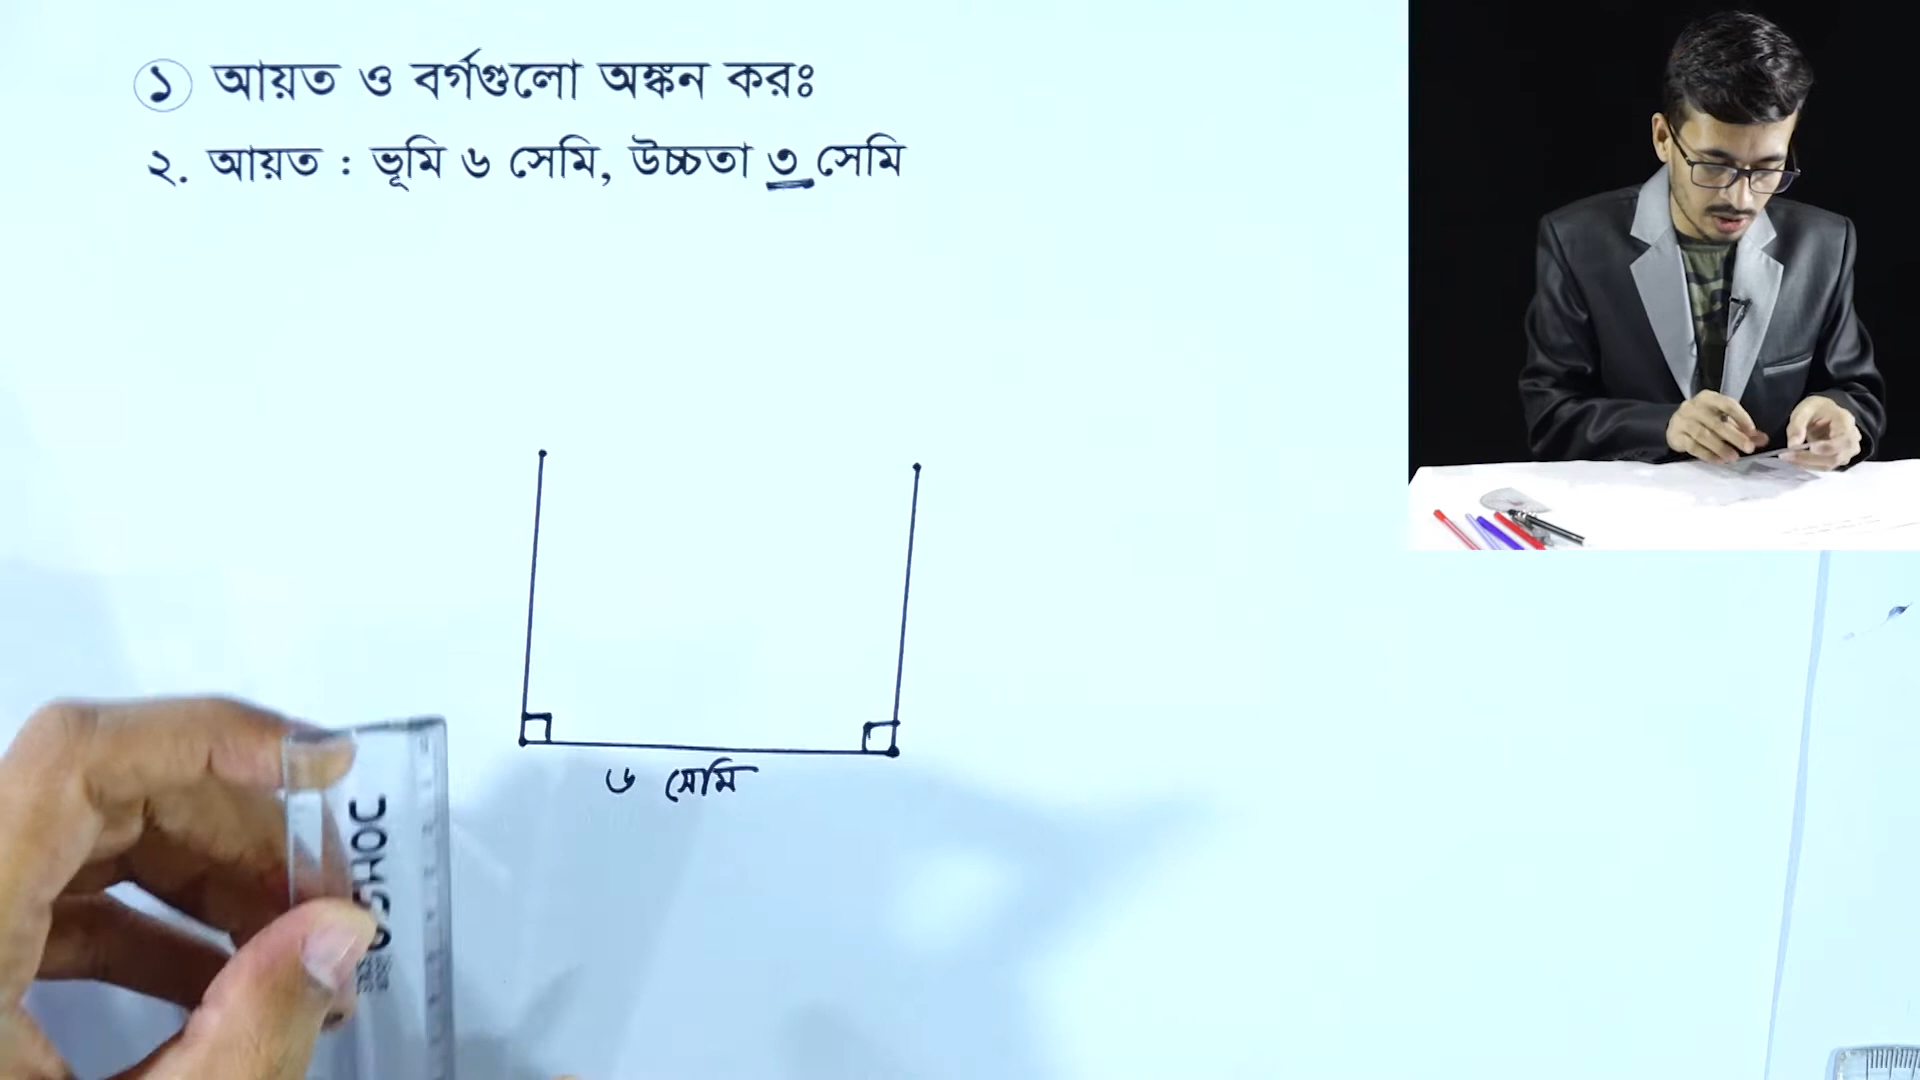 ১ আয়ত ও বর্গগুলো অঙ্কন করঃ
২. আয়ত : ভূমি ৬ সেমি, উচ্চতা ৩ সেমি
৬ সেমি